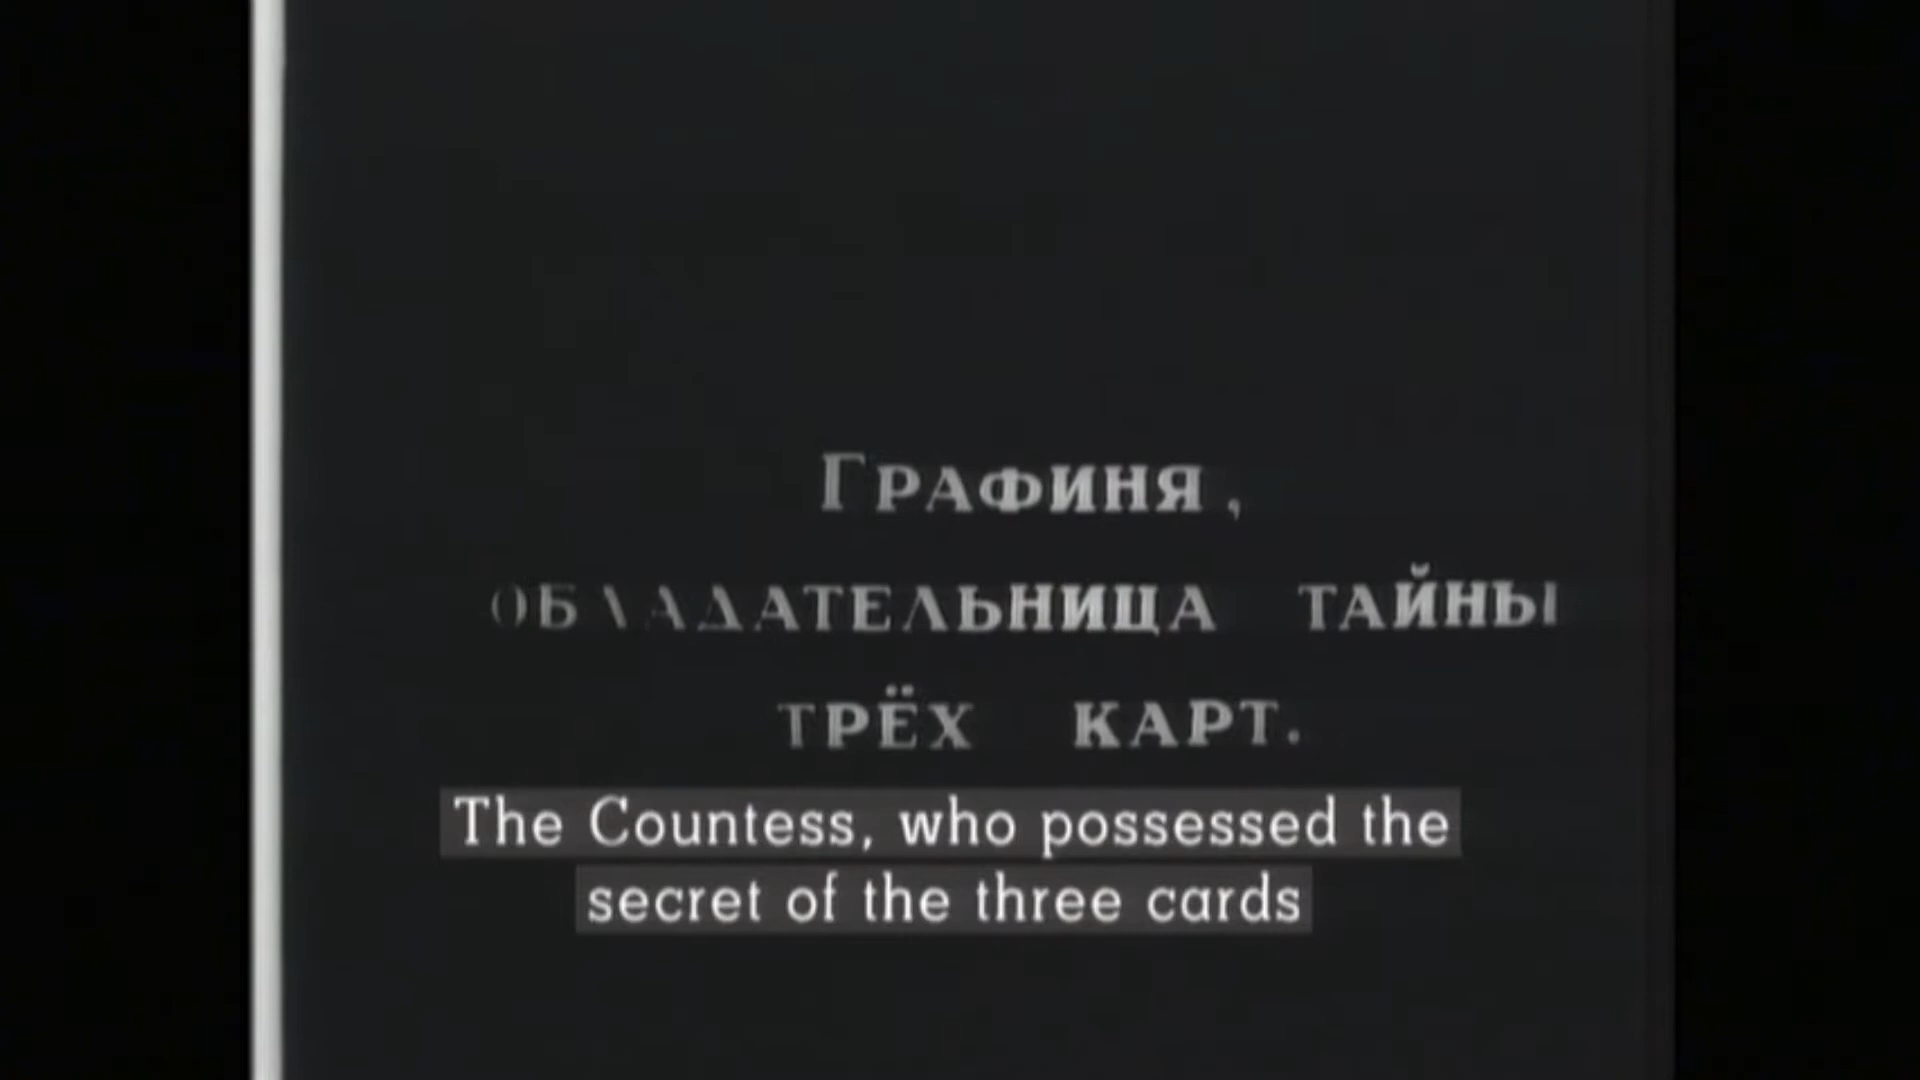 Графиня,
обладательница тайны
трёх карт.
The Countess, who possessed the
secret of the three cards